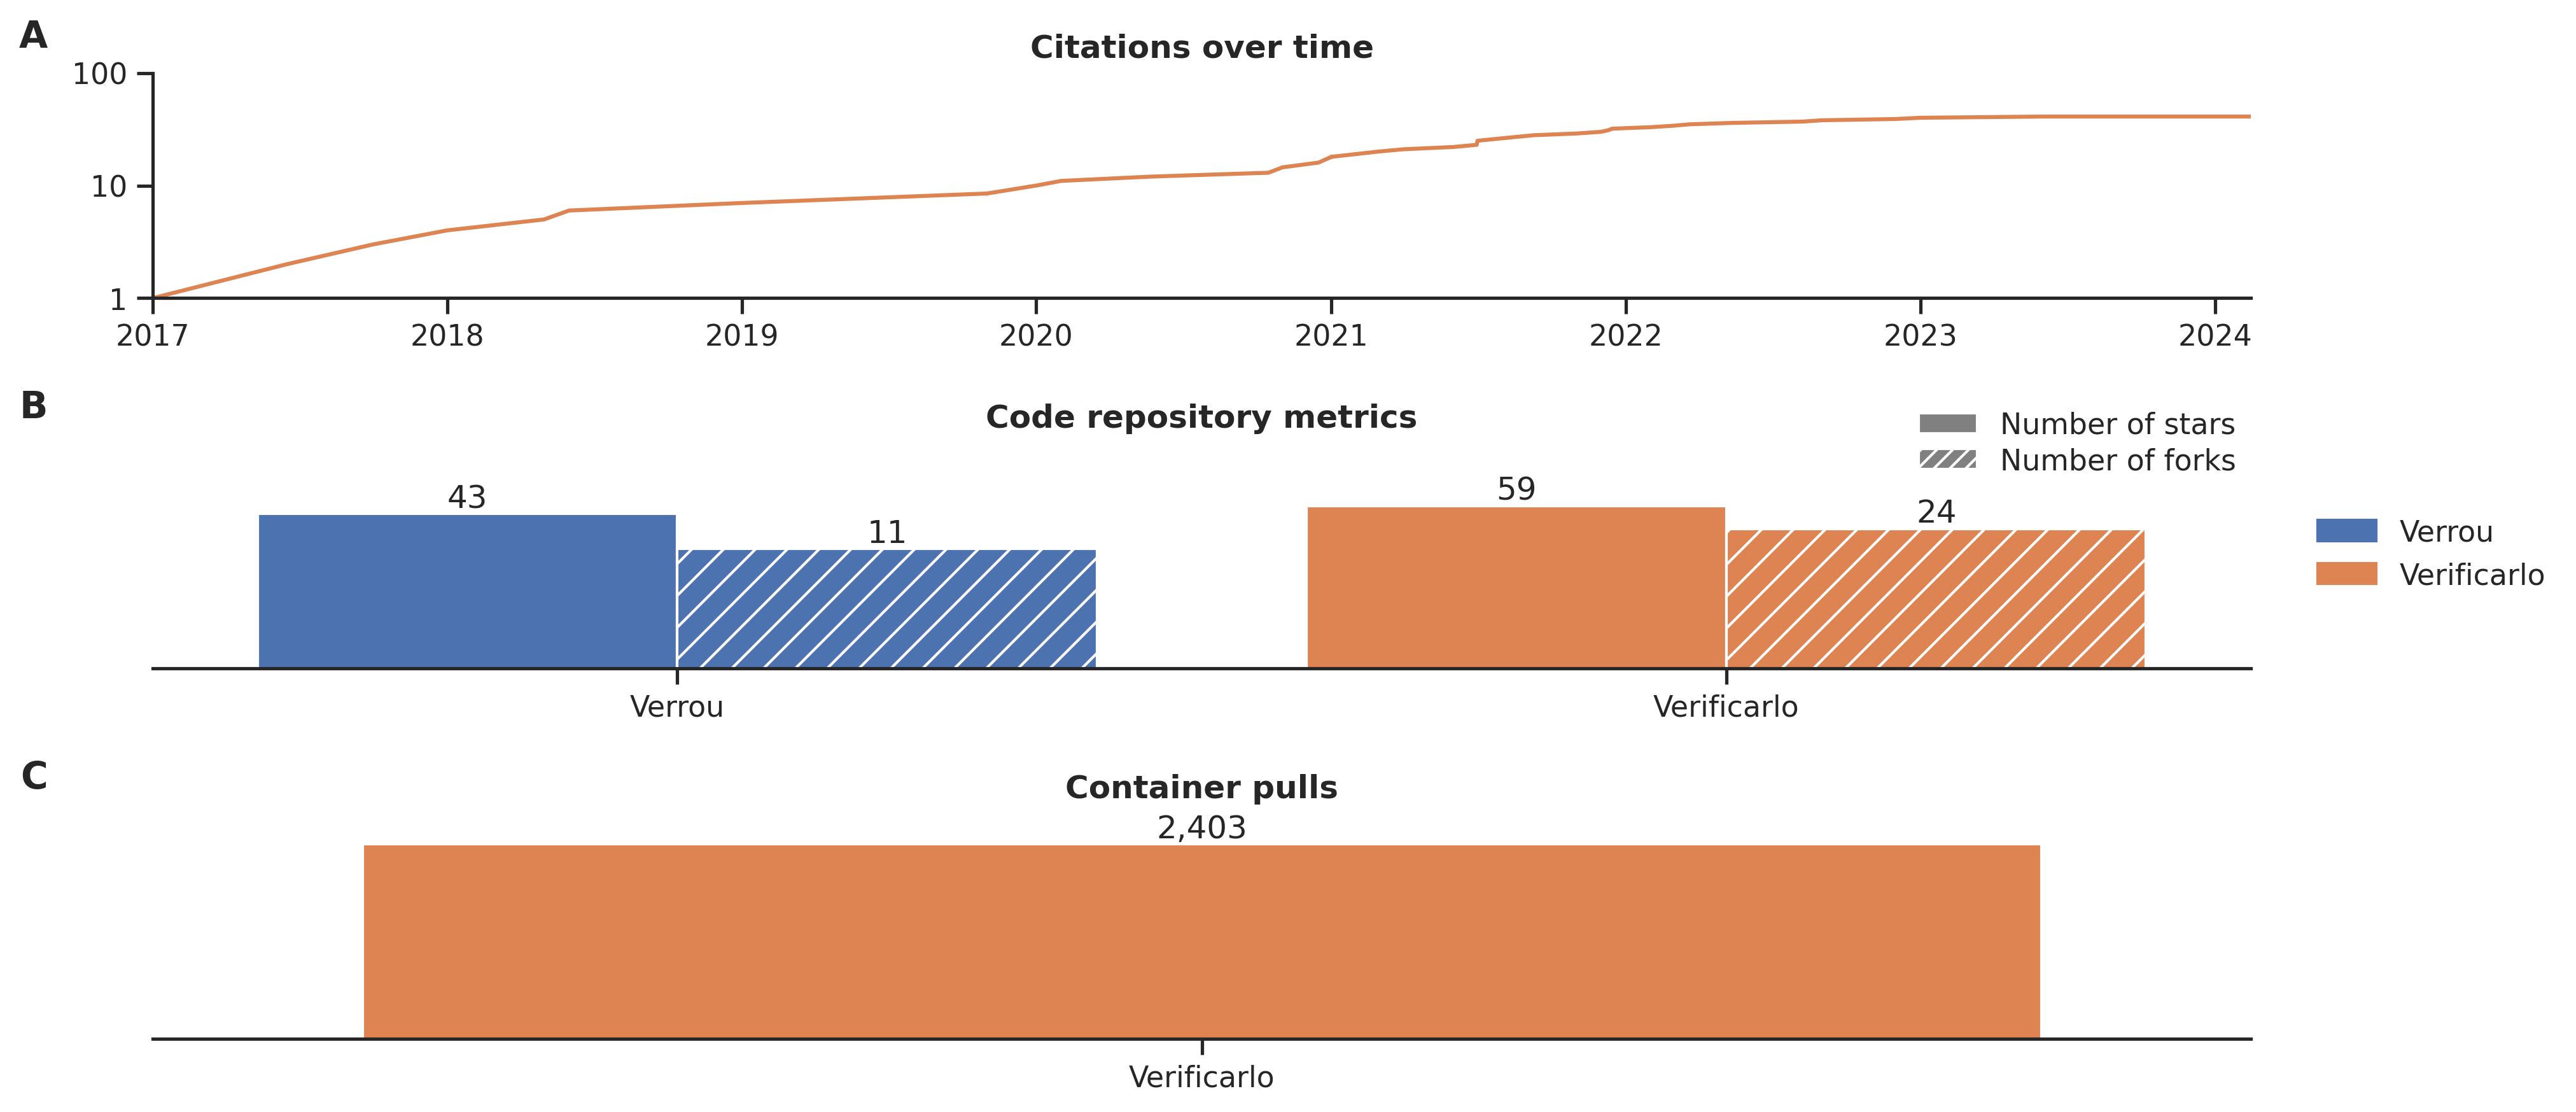 A
Citations over time
100
10
1
2017 2018 2019 2020 2021 2022 2023 2024
B
Code repository metrics
Number of stars
Number of forks
43 11 59 24
Verrou
Verificarlo
Verrou Verificarlo
C
Container pulls
2,403
Verificarlo